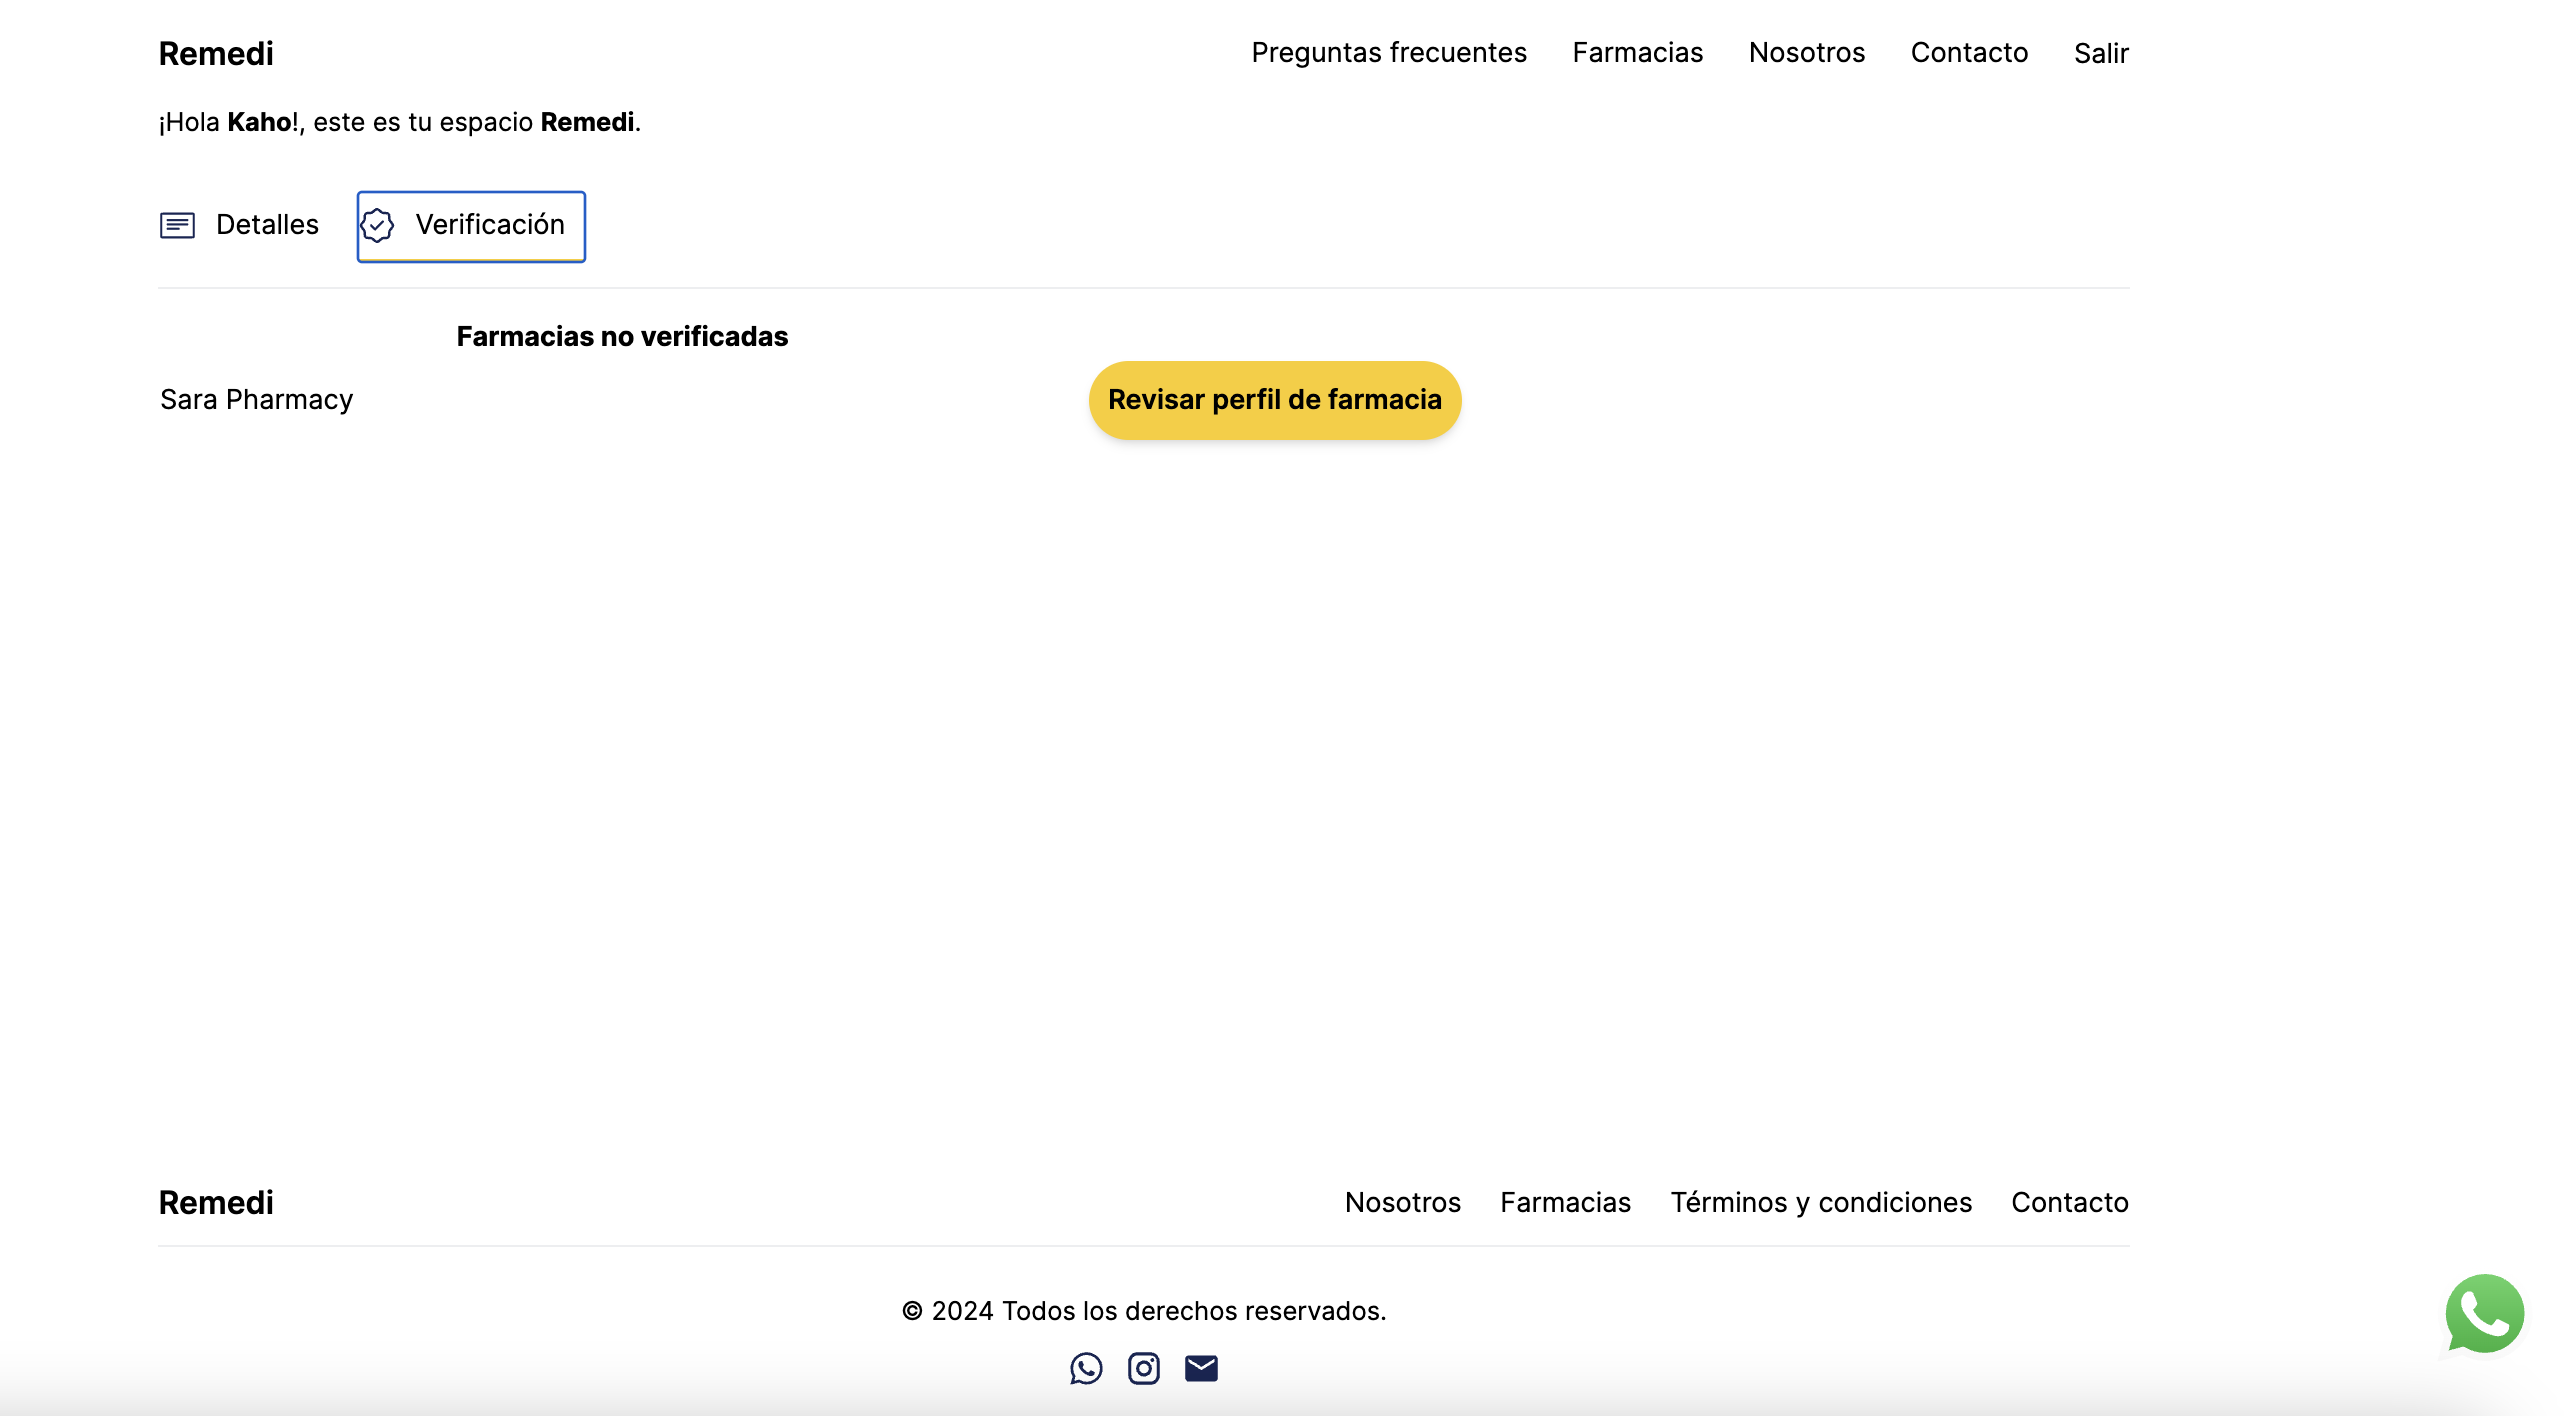 Remedi
Preguntas frecuentes Farmacias Nosotros Contacto Salir
¡Hola Kaho!, este es tu espacio Remedi.
Detalles Verificación
Farmacias no verificadas
Sara Pharmacy Revisar perfil de farmacia
Remedi
Nosotros Farmacias Términos y condiciones Contacto
© 2024 Todos los derechos reservados.